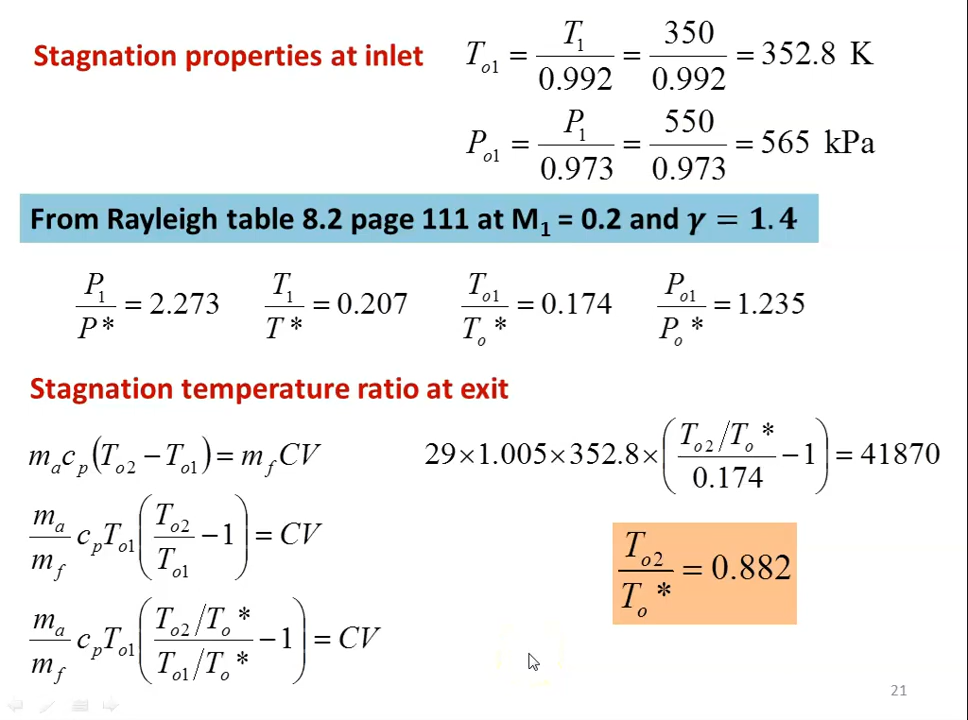 Stagnation properties at inlet
T_o1 = T_1/0.992 = 350/0.992 = 352.8 K
P_o1 = P_1/0.973 = 550/0.973 = 565 kPa
From Rayleigh table 8.2 page 111 at M_1 = 0.2 and γ = 1.4
P_1/P* = 2.273 T_1/T* = 0.207 T_o1/T_o* = 0.174 P_o1/P_o* = 1.235
Stagnation temperature ratio at exit
m_a c_p (T_o2 − T_o1) = m_f CV
m_a/m_f c_p T_o1 (T_o2/T_o1 − 1) = CV
m_a/m_f c_p T_o1 ((T_o2/T_o*)/(T_o1/T_o*) − 1) = CV
29×1.005×352.8×((T_o2/T_o*)/0.174 − 1) = 41870
T_o2/T_o* = 0.882
21